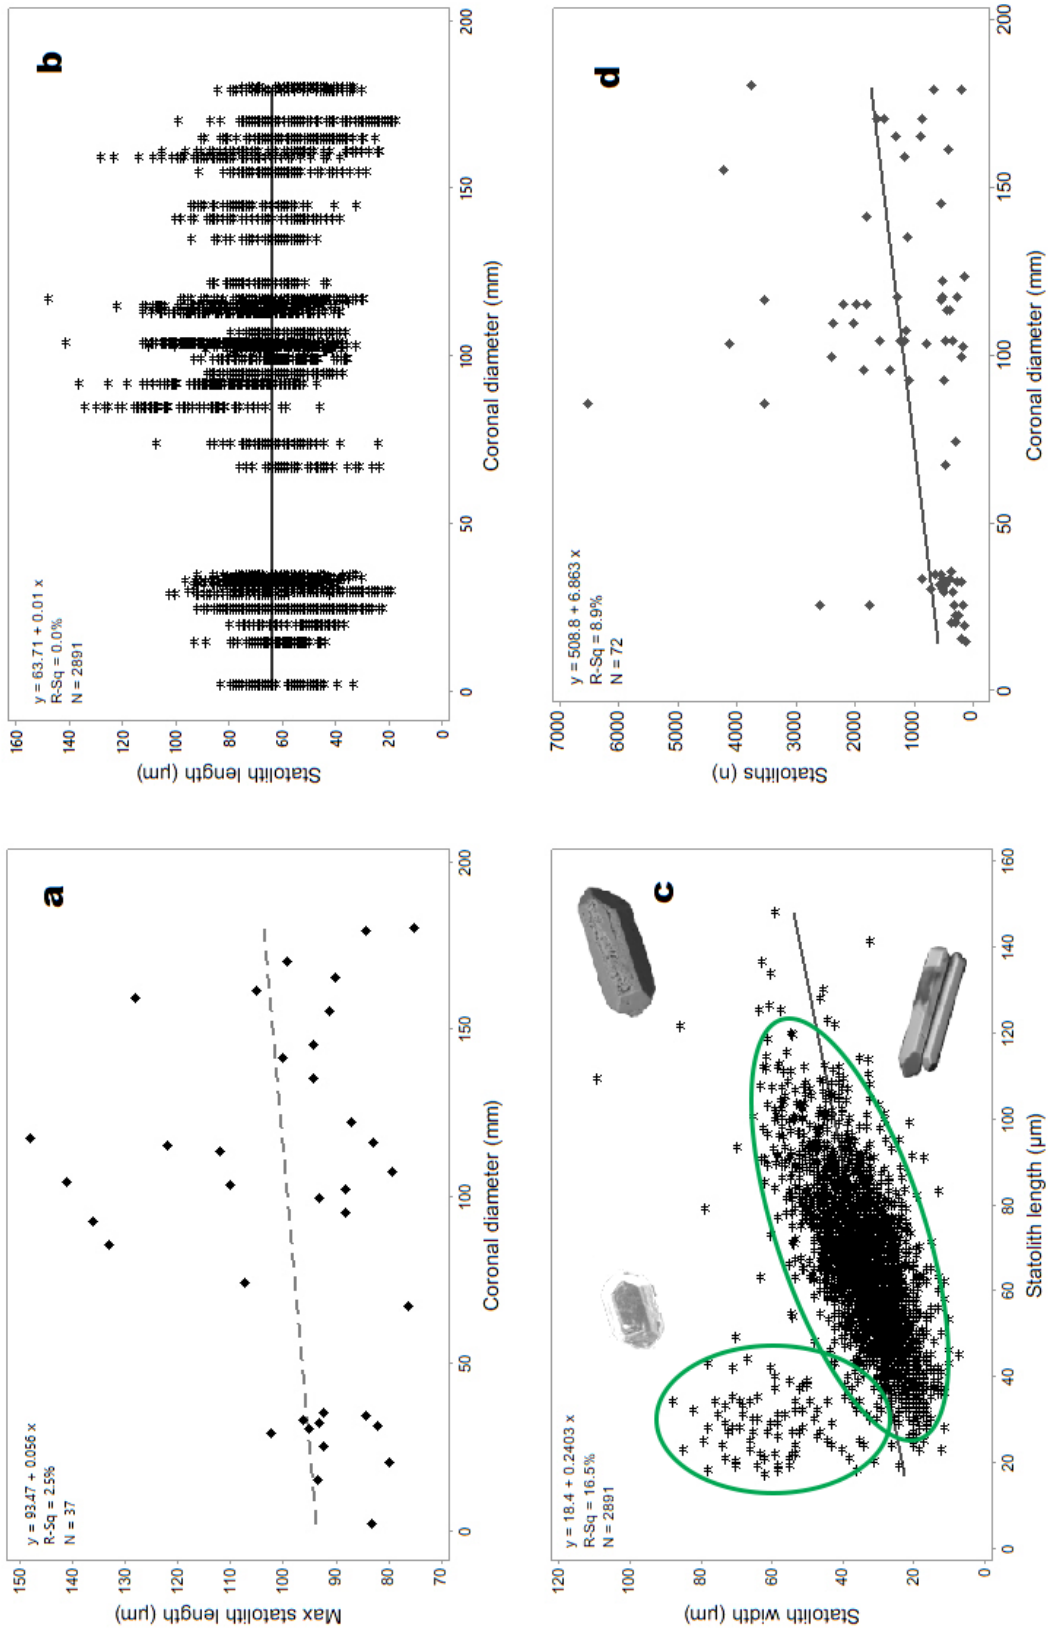 a
y = 93.47 + 0.056 x
R-Sq = 2.5%
N = 37
Max statolith length (µm)
150
140
130
120
110
100
90
80
70
0
50
100
150
200
Coronal diameter (mm)
b
y = 63.71 + 0.01 x
R-Sq = 0.0%
N = 2891
Statolith length (µm)
160
140
120
100
80
60
40
20
0
0
50
100
150
200
Coronal diameter (mm)
c
y = 18.4 + 0.2403 x
R-Sq = 16.5%
N = 2891
Statolith width (µm)
120
100
80
60
40
20
0
0
20
40
60
80
100
120
140
160
Statolith length (µm)
d
y = 508.8 + 6.863 x
R-Sq = 8.9%
N = 72
Statoliths (n)
7000
6000
5000
4000
3000
2000
1000
0
0
50
100
150
200
Coronal diameter (mm)